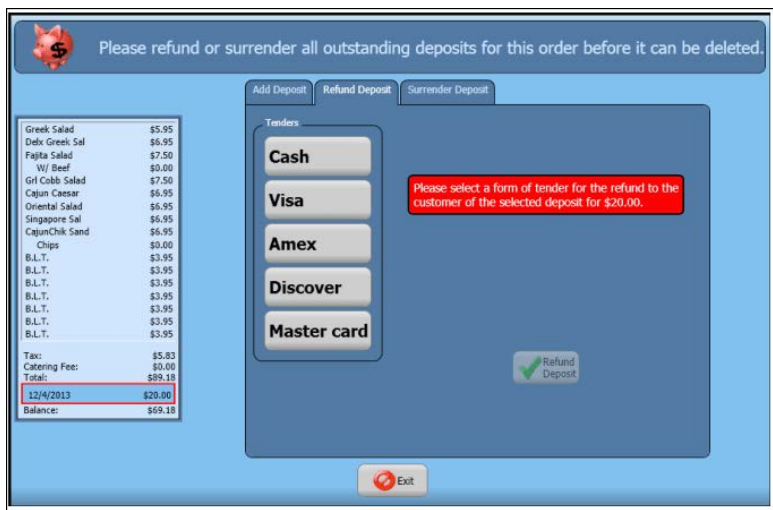 Please refund or surrender all outstanding deposits for this order before it can be deleted.
Add Deposit Refund Deposit Surrender Deposit
Greek Salad $5.95
Delx Greek Sal $6.95
Fajita Salad $7.50
W/ Beef $0.00
Grl Cobb Salad $7.50
Cajun Caesar $6.95
Oriental Salad $6.95
Singapore Sal $6.95
CajunChik Sand $6.95
Chips $0.00
B.L.T. $3.95
B.L.T. $3.95
B.L.T. $3.95
B.L.T. $3.95
B.L.T. $3.95
B.L.T. $3.95
B.L.T. $3.95
Tax: $5.83
Catering Fee: $0.00
Total: $89.18
12/4/2013 $20.00
Balance: $69.18
Tenders
Cash
Visa
Amex
Discover
Master card
Please select a form of tender for the refund to the
customer of the selected deposit for $20.00.
Refund
Deposit
Exit